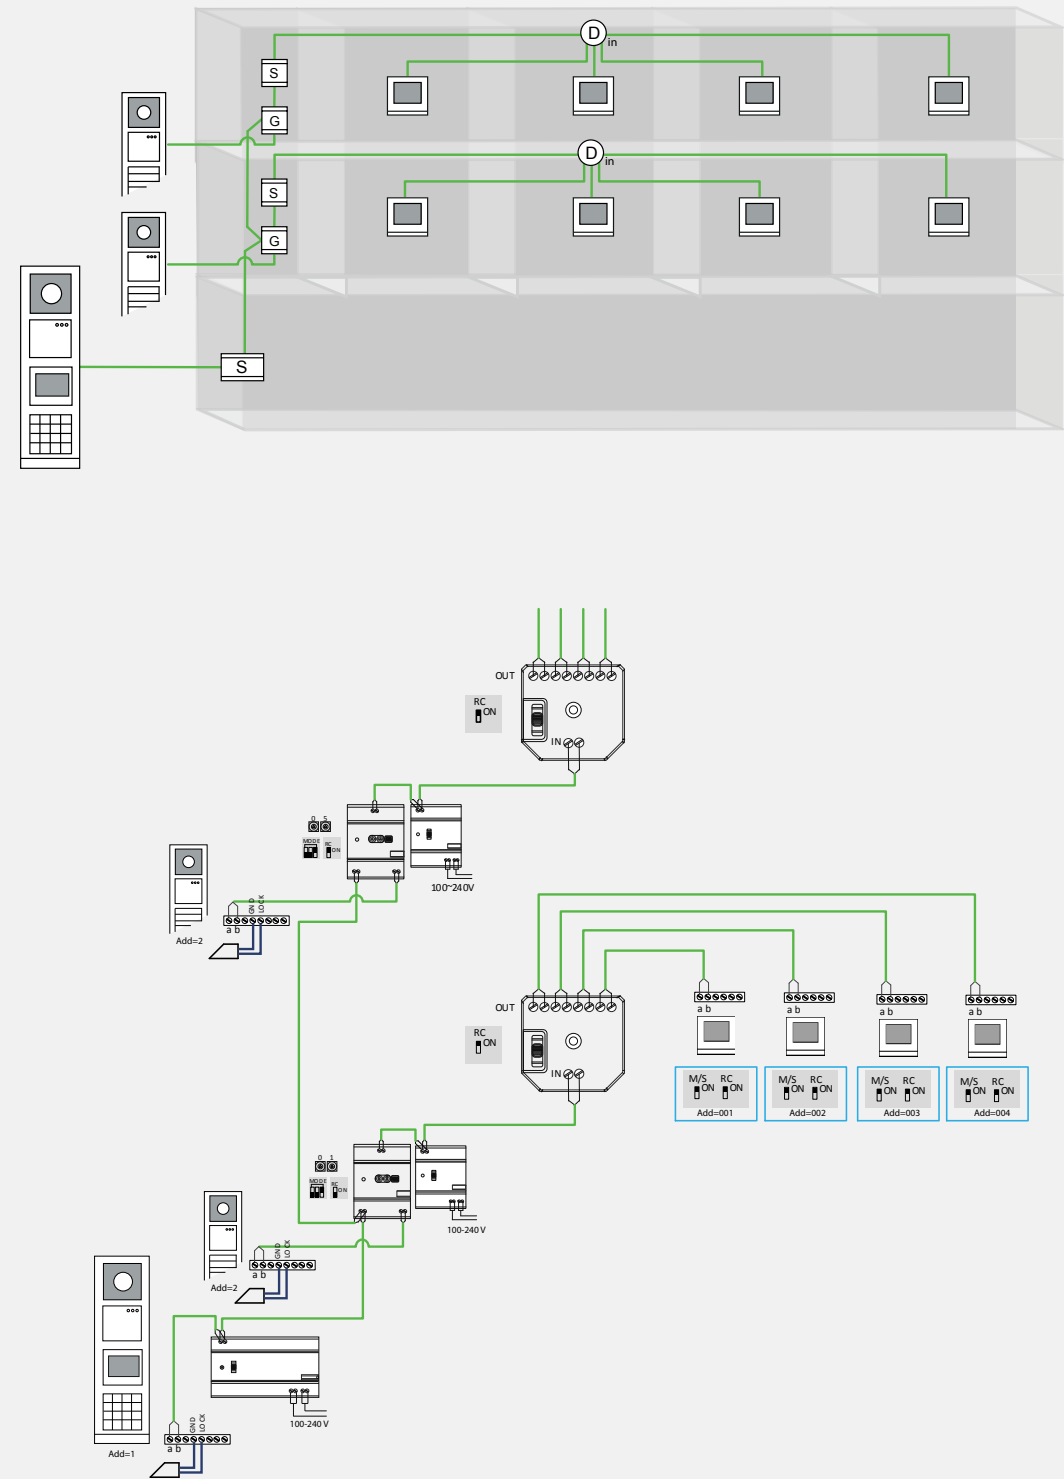 D
in
S
G
D
in
S
G
S
OUT
RC
ON
IN
0 5
MODE
RC
ON
100~240V
GND
LOCK
a b
Add=2
OUT
RC
ON
IN
a b
a b
a b
a b
M/S
ON
RC
ON
Add=001
M/S
ON
RC
ON
Add=002
M/S
ON
RC
ON
Add=003
M/S
ON
RC
ON
Add=004
0 1
MODE
RC
ON
100-240 V
GND
LOCK
a b
Add=2
100-240 V
GND
LOCK
a b
Add=1